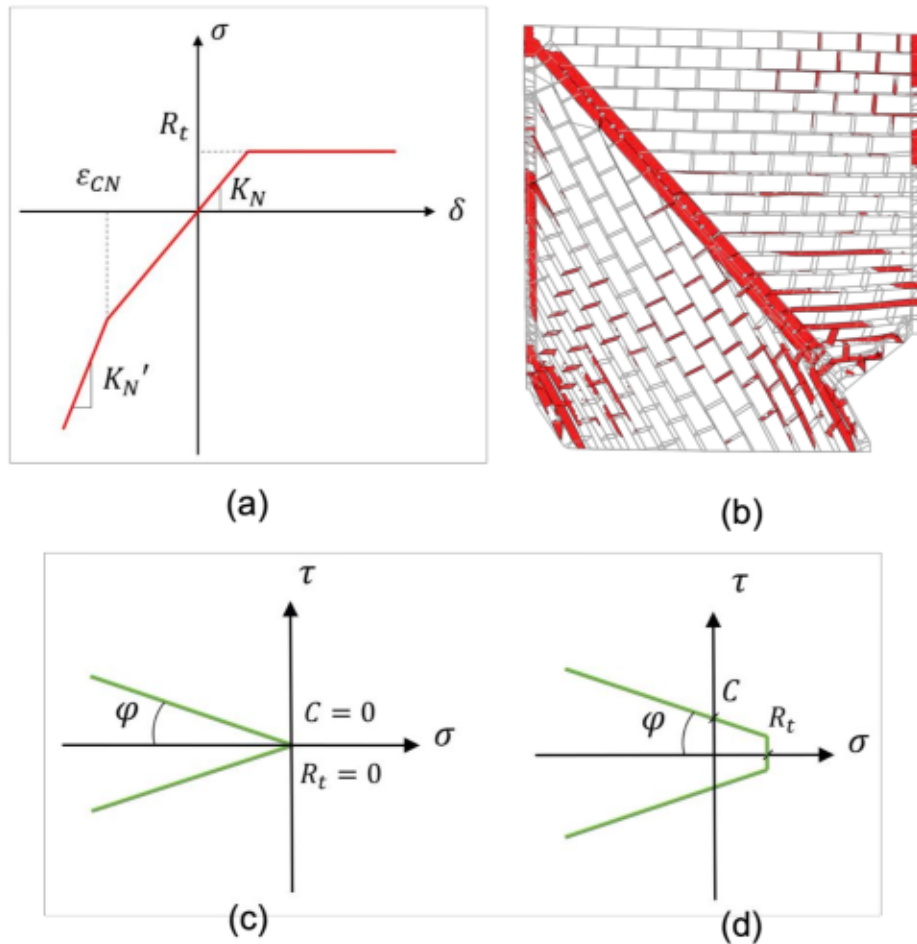 σ
R_t
ε_CN
K_N
δ
K_N'
(a)
(b)
τ
τ
C = 0
C
φ
σ
φ
R_t
σ
R_t = 0
(c)
(d)